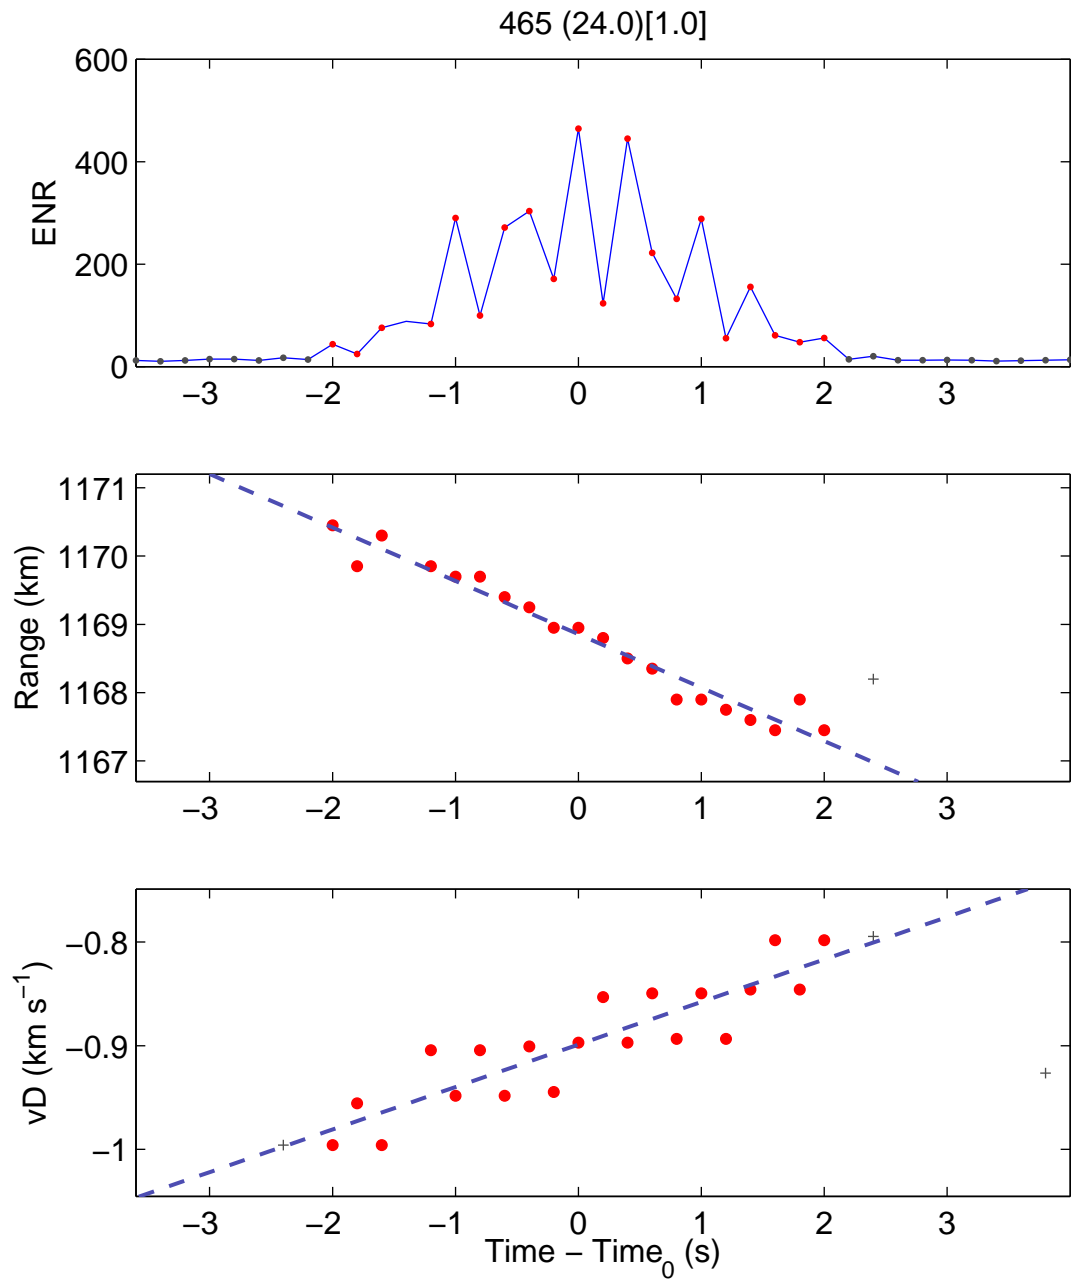 465 (24.0)[1.0]
600
400
200
0
ENR
−3 −2 −1 0 1 2 3
1171
1170
1169
1168
1167
Range (km)
−3 −2 −1 0 1 2 3
−0.8
−0.9
−1
vD (km s⁻¹)
−3 −2 −1 0 1 2 3
Time − Time₀ (s)